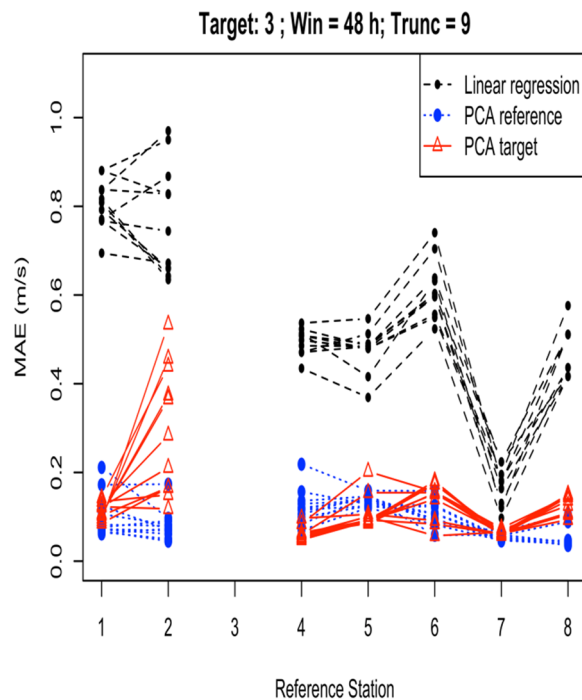 Target: 3 ; Win = 48 h; Trunc = 9
Linear regression
PCA reference
PCA target
MAE (m/s)
1.0
0.8
0.6
0.4
0.2
0.0
1 2 3 4 5 6 7 8
Reference Station